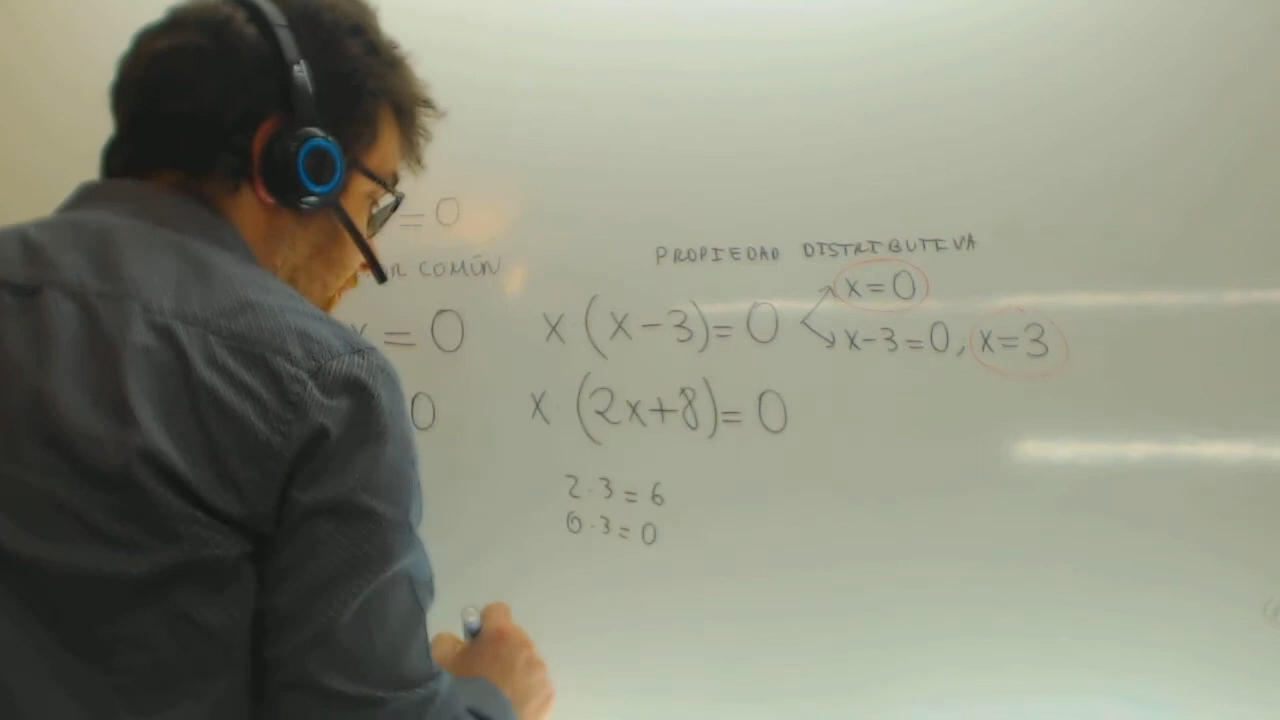 = 0
PROPIEDAD DISTRIBUTIVA
COMÚN
x = 0
= 0
x · (x - 3) = 0
x - 3 = 0, x = 3
0
x · (2x + 8) = 0
2 · 3 = 6
0 · 3 = 0